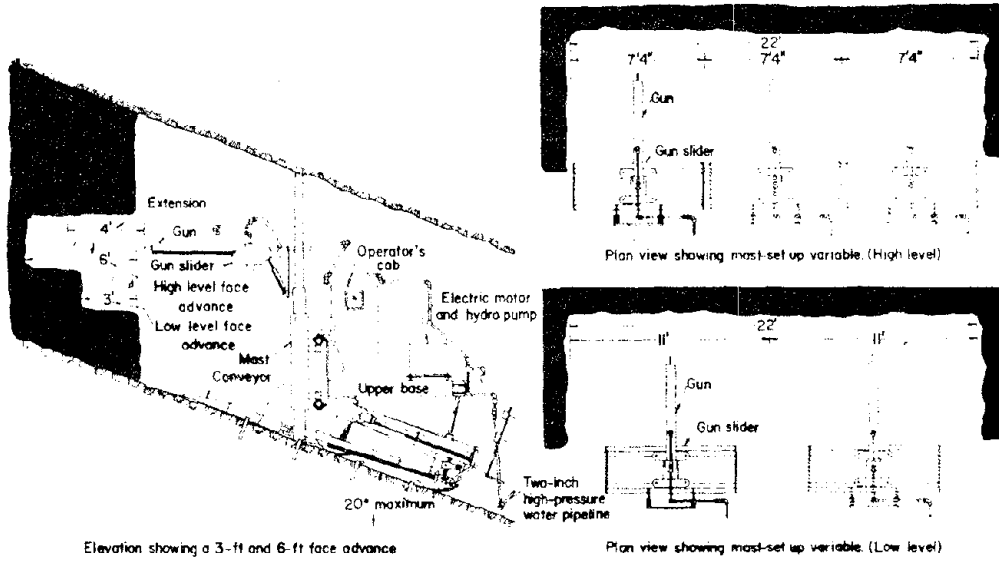 4'
6'
3'
Extension
Gun
Gun slider
High level face
advance
Low level face
advance
Mast
Conveyor
Operator's
cab
Electric motor
and hydro pump
Upper base
20° maximum
Two-inch
high-pressure
water pipeline
Elevation showing a 3-ft and 6-ft face advance
22'
7'4" 7'4" 7'4"
Gun
Gun slider
Plan view showing mast-set up variable. (High level)
22'
11' 11'
Gun
Gun slider
Plan view showing mast-set up variable. (Low level)